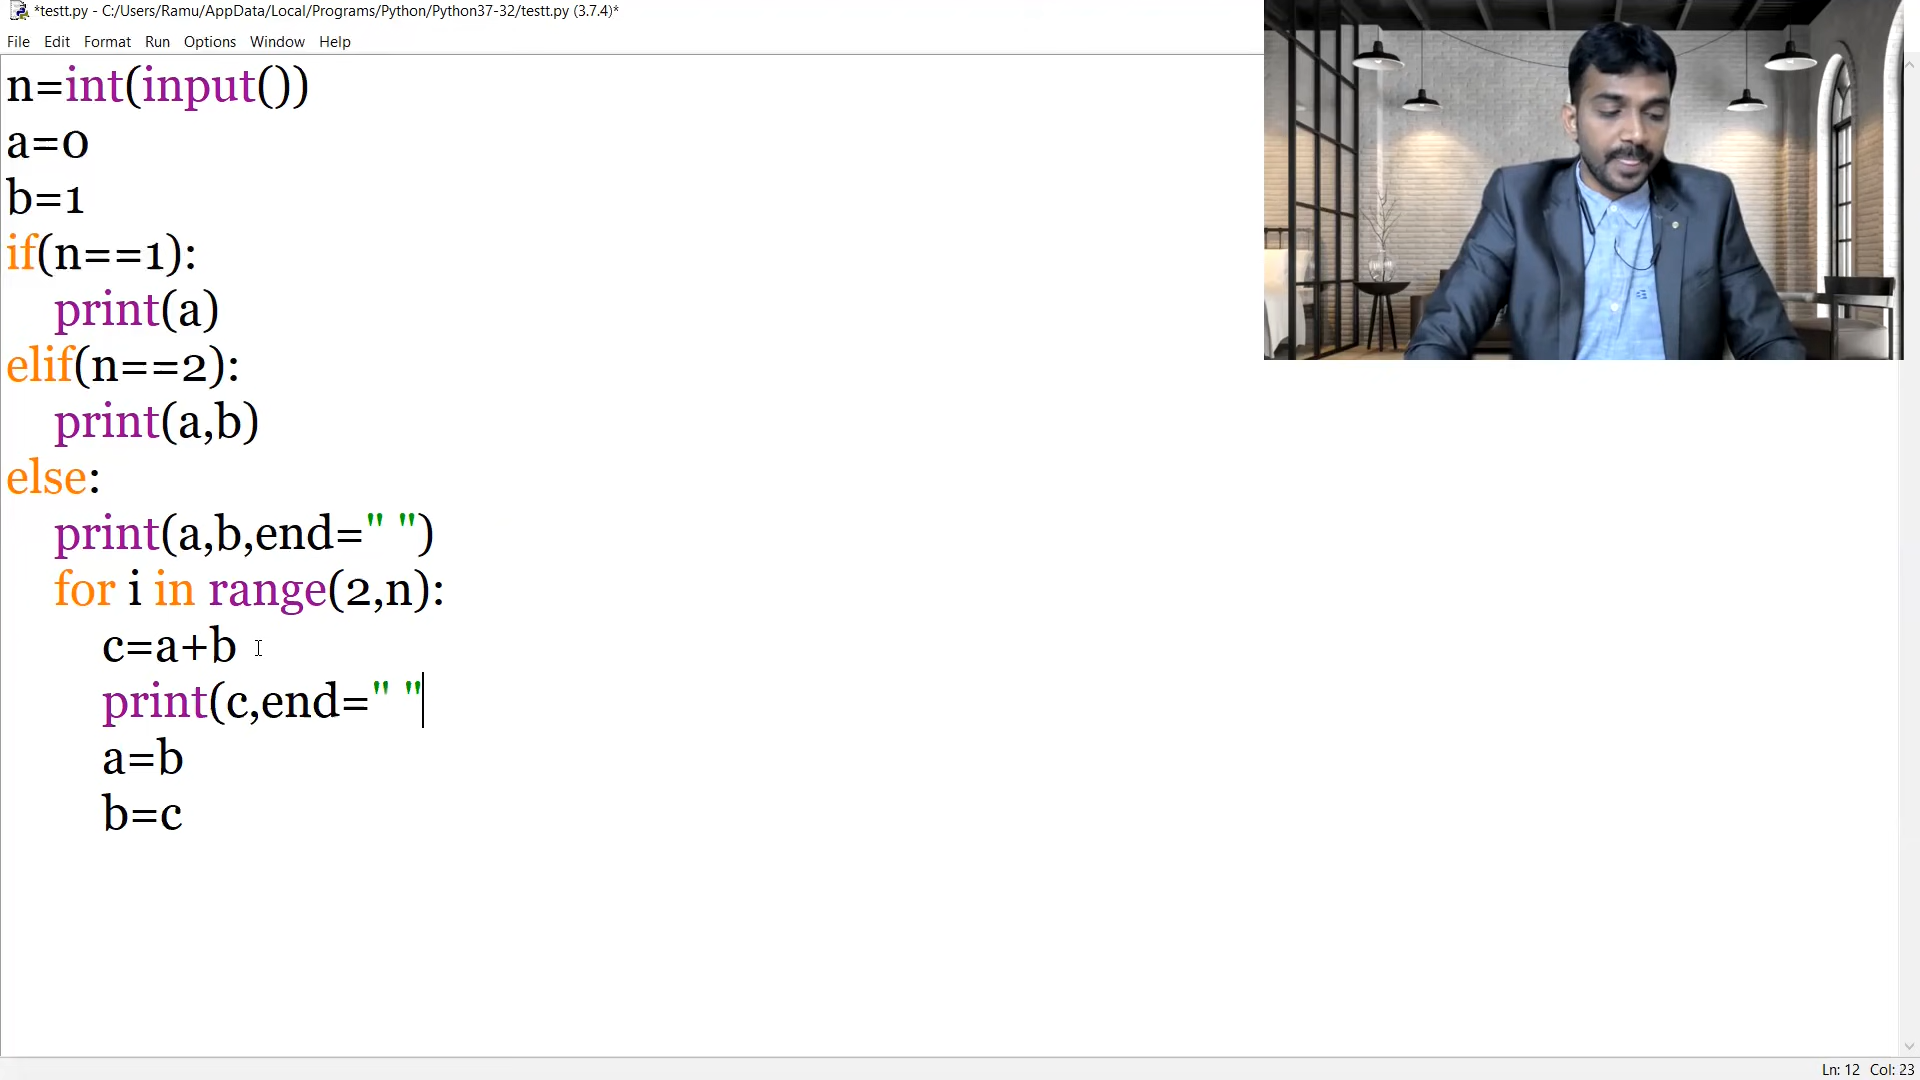 *testt.py - C:/Users/Ramu/AppData/Local/Programs/Python/Python37-32/testt.py (3.7.4)*
File Edit Format Run Options Window Help
n=int(input())
a=0
b=1
if(n==1):
    print(a)
elif(n==2):
    print(a,b)
else:
    print(a,b,end=" ")
    for i in range(2,n):
        c=a+b
        print(c,end=" "
        a=b
        b=c
Ln: 12 Col: 23